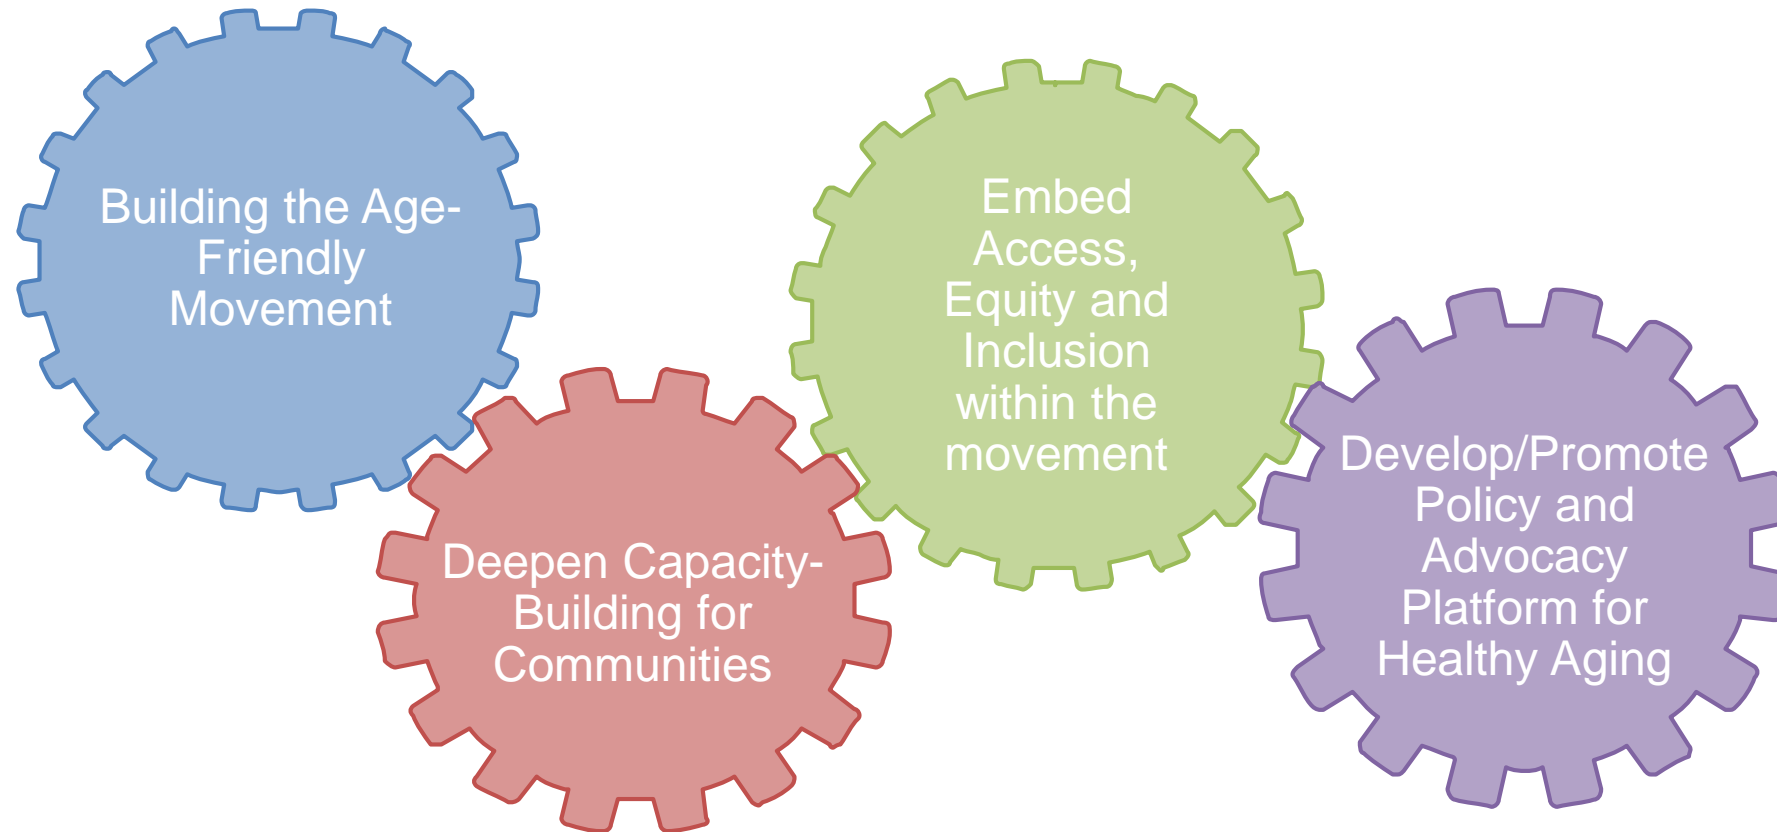 Building the Age-
Friendly
Movement
Deepen Capacity-
Building for
Communities
Embed
Access,
Equity and
Inclusion
within the
movement
Develop/Promote
Policy and
Advocacy
Platform for
Healthy Aging